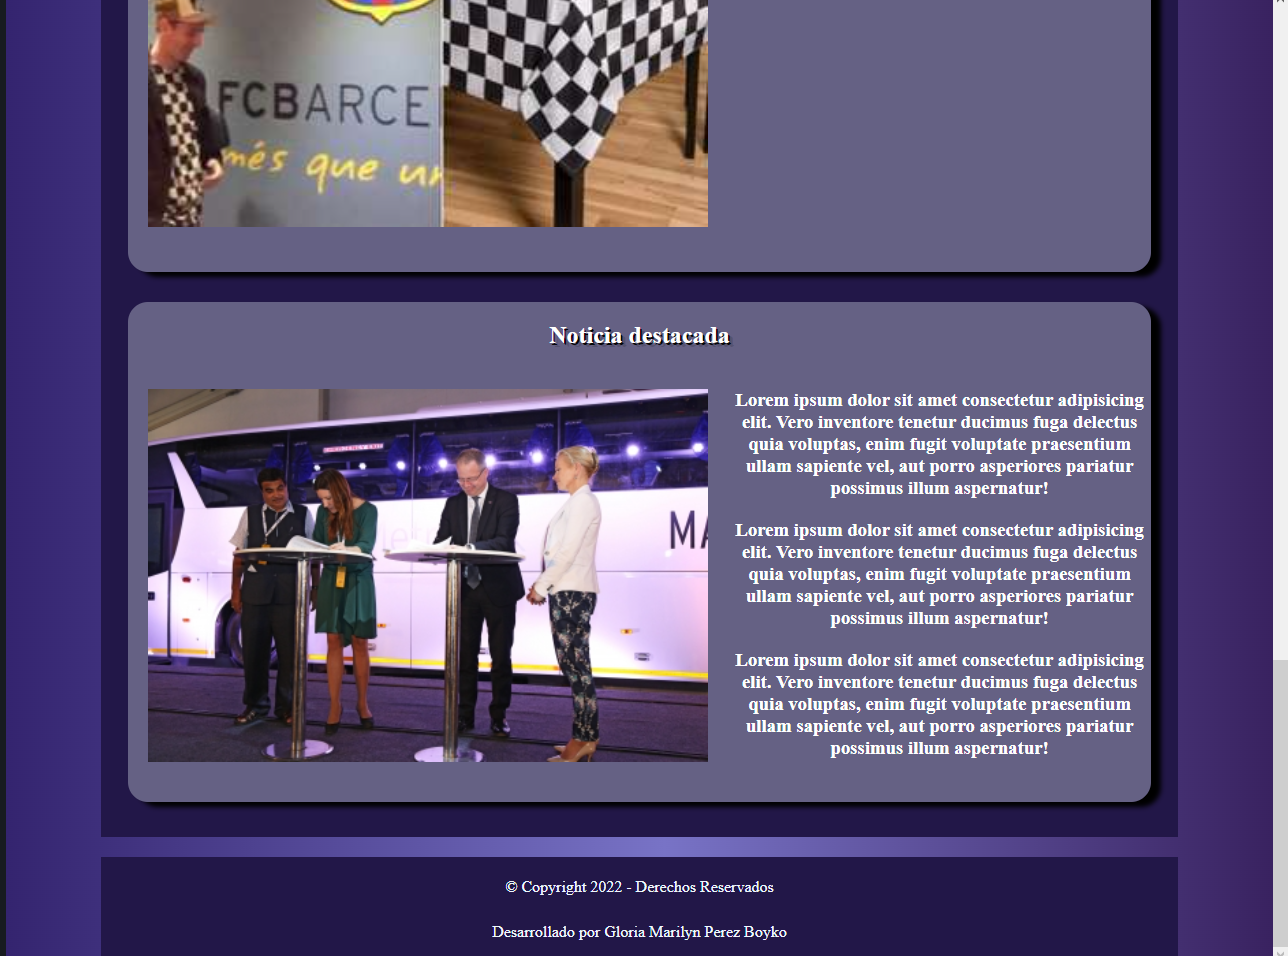 FCBARCE
més que un
Noticia destacada
Lorem ipsum dolor sit amet consectetur adipisicing
elit. Vero inventore tenetur ducimus fuga delectus
quia voluptas, enim fugit voluptate praesentium
ullam sapiente vel, aut porro asperiores pariatur
possimus illum aspernatur!
Lorem ipsum dolor sit amet consectetur adipisicing
elit. Vero inventore tenetur ducimus fuga delectus
quia voluptas, enim fugit voluptate praesentium
ullam sapiente vel, aut porro asperiores pariatur
possimus illum aspernatur!
Lorem ipsum dolor sit amet consectetur adipisicing
elit. Vero inventore tenetur ducimus fuga delectus
quia voluptas, enim fugit voluptate praesentium
ullam sapiente vel, aut porro asperiores pariatur
possimus illum aspernatur!
MA
© Copyright 2022 - Derechos Reservados
Desarrollado por Gloria Marilyn Perez Boyko